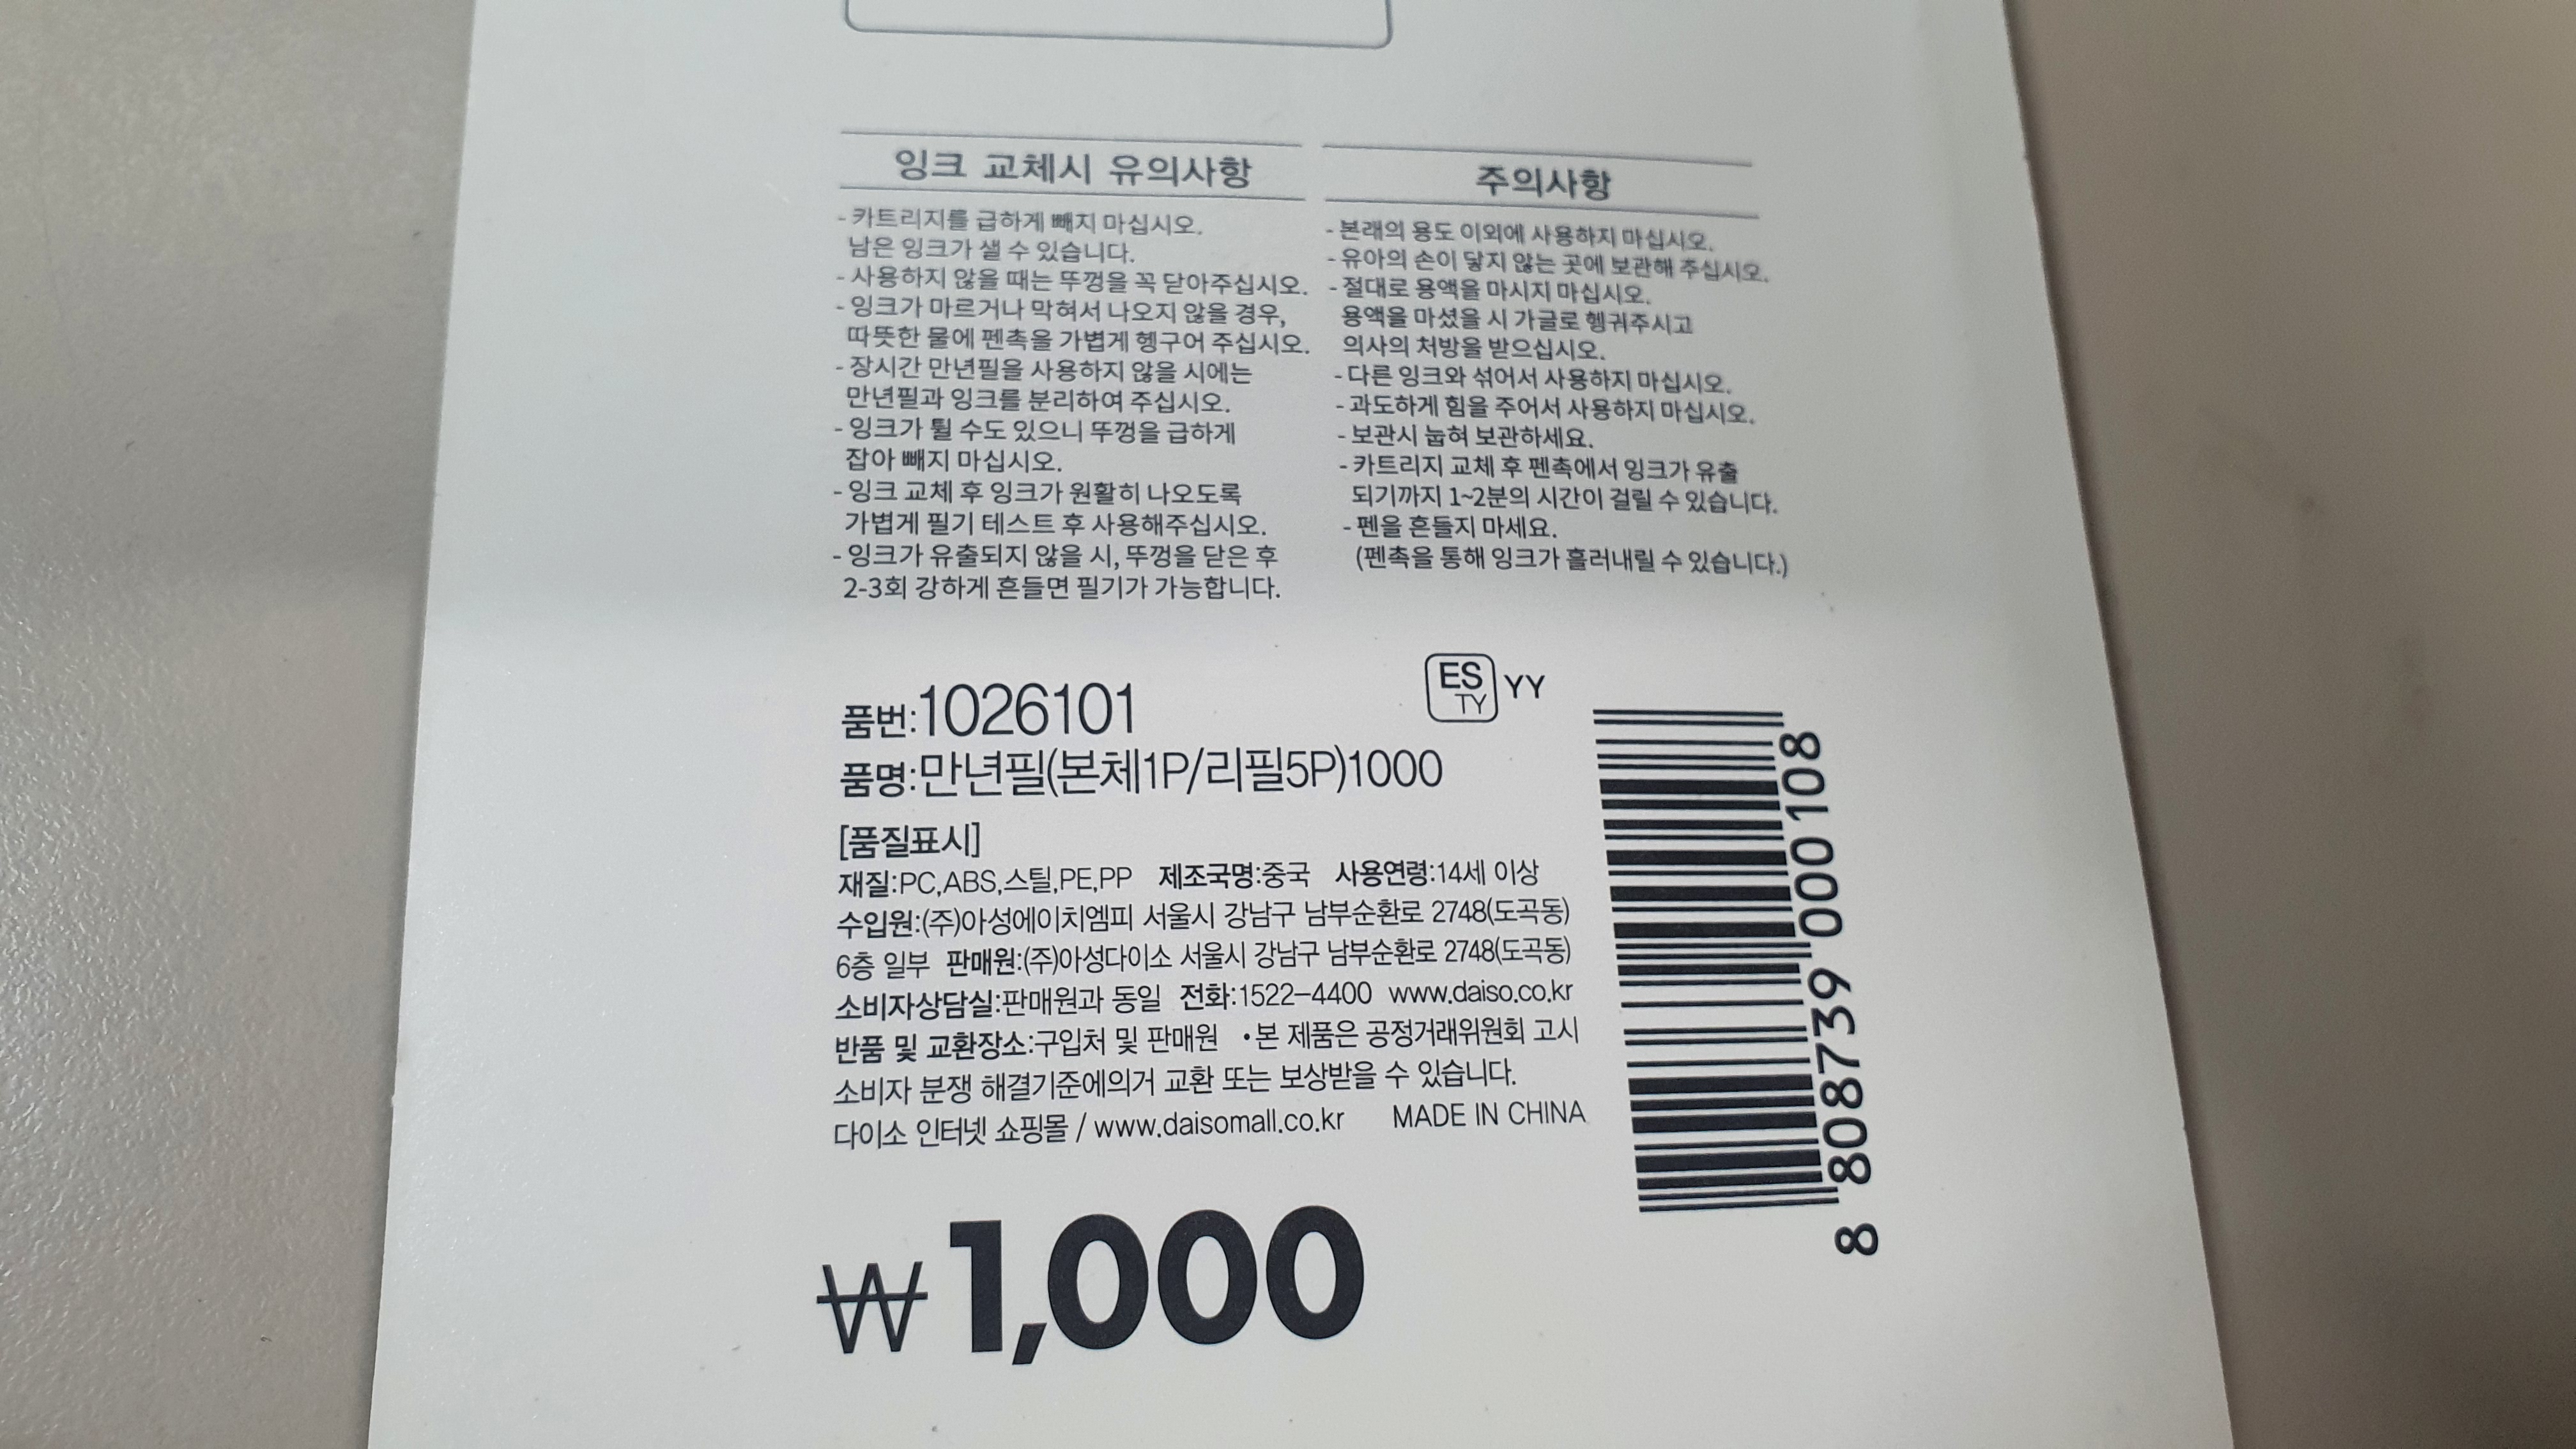 잉크 교체시 유의사항
- 카트리지를 급하게 빼지 마십시오.
남은 잉크가 샐 수 있습니다.
- 사용하지 않을 때는 뚜껑을 꼭 닫아주십시오.
- 잉크가 마르거나 막혀서 나오지 않을 경우,
따뜻한 물에 펜촉을 가볍게 헹구어 주십시오.
- 장시간 만년필을 사용하지 않을 시에는
만년필과 잉크를 분리하여 주십시오.
- 잉크가 튈 수도 있으니 뚜껑을 급하게
잡아 빼지 마십시오.
- 잉크 교체 후 잉크가 원활히 나오도록
가볍게 필기 테스트 후 사용해주십시오.
- 잉크가 유출되지 않을 시, 뚜껑을 닫은 후
2-3회 강하게 흔들면 필기가 가능합니다.
주의사항
- 본래의 용도 이외에 사용하지 마십시오.
- 유아의 손이 닿지 않는 곳에 보관해 주십시오.
- 절대로 용액을 마시지 마십시오.
용액을 마셨을 시 가글로 헹궈주시고
의사의 처방을 받으십시오.
- 다른 잉크와 섞어서 사용하지 마십시오.
- 과도하게 힘을 주어서 사용하지 마십시오.
- 보관시 눕혀 보관하세요.
- 카트리지 교체 후 펜촉에서 잉크가 유출
되기까지 1~2분의 시간이 걸릴 수 있습니다.
- 펜을 흔들지 마세요.
(펜촉을 통해 잉크가 흘러내릴 수 있습니다.)
ES
TY
YY
품번:1026101
품명:만년필(본체1P/리필5P)1000
[품질표시]
재질:PC,ABS,스틸,PE,PP 제조국명:중국 사용연령:14세 이상
수입원:(주)아성에이치엠피 서울시 강남구 남부순환로 2748(도곡동)
6층 일부 판매원:(주)아성다이소 서울시 강남구 남부순환로 2748(도곡동)
소비자상담실:판매원과 동일 전화:1522-4400 www.daiso.co.kr
반품 및 교환장소:구입처 및 판매원 •본 제품은 공정거래위원회 고시
소비자 분쟁 해결기준에의거 교환 또는 보상받을 수 있습니다.
다이소 인터넷 쇼핑몰 / www.daisomall.co.kr MADE IN CHINA
₩1,000
8 808739 000108